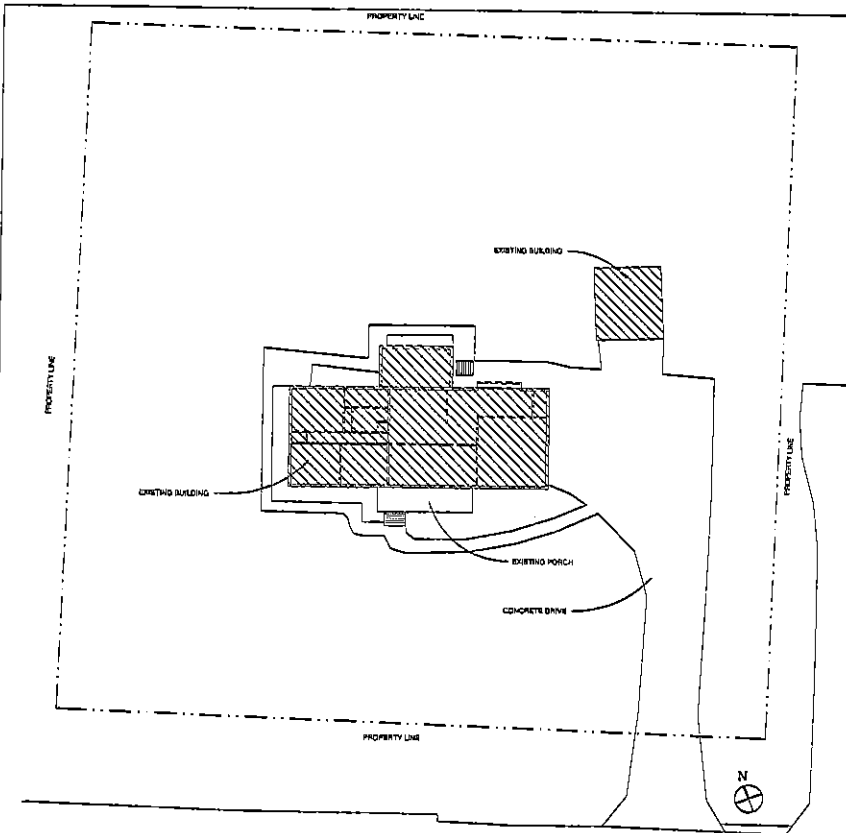 PROPERTY LINE
EXISTING BUILDING
PROPERTY LINE
PROPERTY LINE
EXISTING BUILDING
EXISTING PORCH
CONCRETE DRIVE
PROPERTY LINE
N